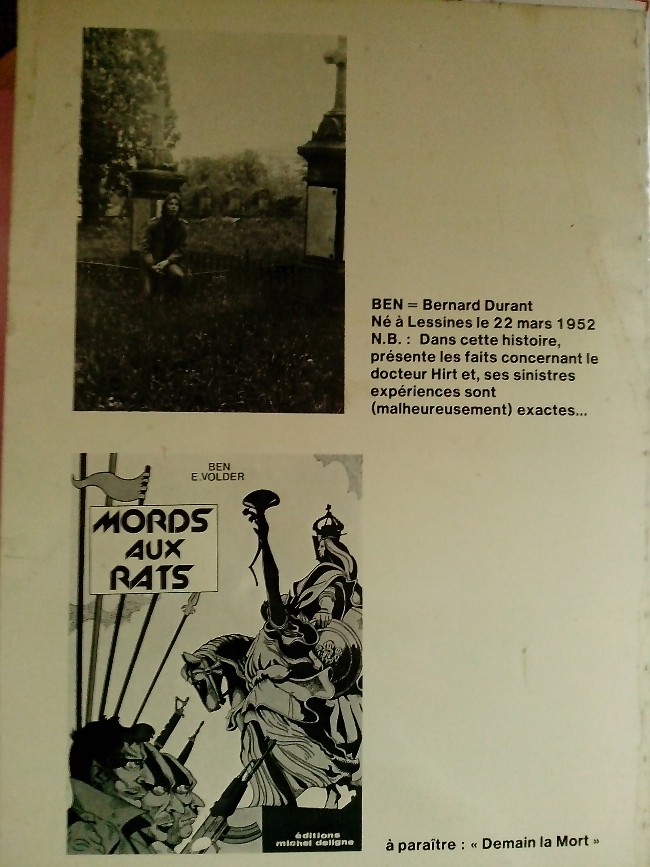 BEN = Bernard Durant
Né à Lessines le 22 mars 1952
N.B. : Dans cette histoire,
présente les faits concernant le
docteur Hirt et, ses sinistres
expériences sont
(malheureusement) exactes...
BEN
E.VOLDER
MORDS
AUX
RATS
éditions
michel deligne
à paraître : « Demain la Mort »